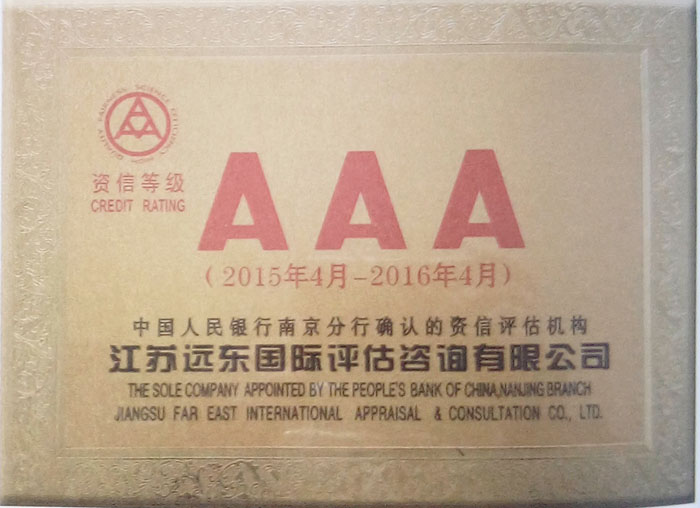 资信等级
CREDIT RATING
AAA
(2015年4月-2016年4月)
中国人民银行南京分行确认的资信评估机构
江苏远东国际评估咨询有限公司
THE SOLE COMPANY APPOINTED BY THE PEOPLE'S BANK OF CHINA,NANJING BRANCH
JIANGSU FAR EAST INTERNATIONAL APPRAISAL & CONSULTATION CO., LTD.